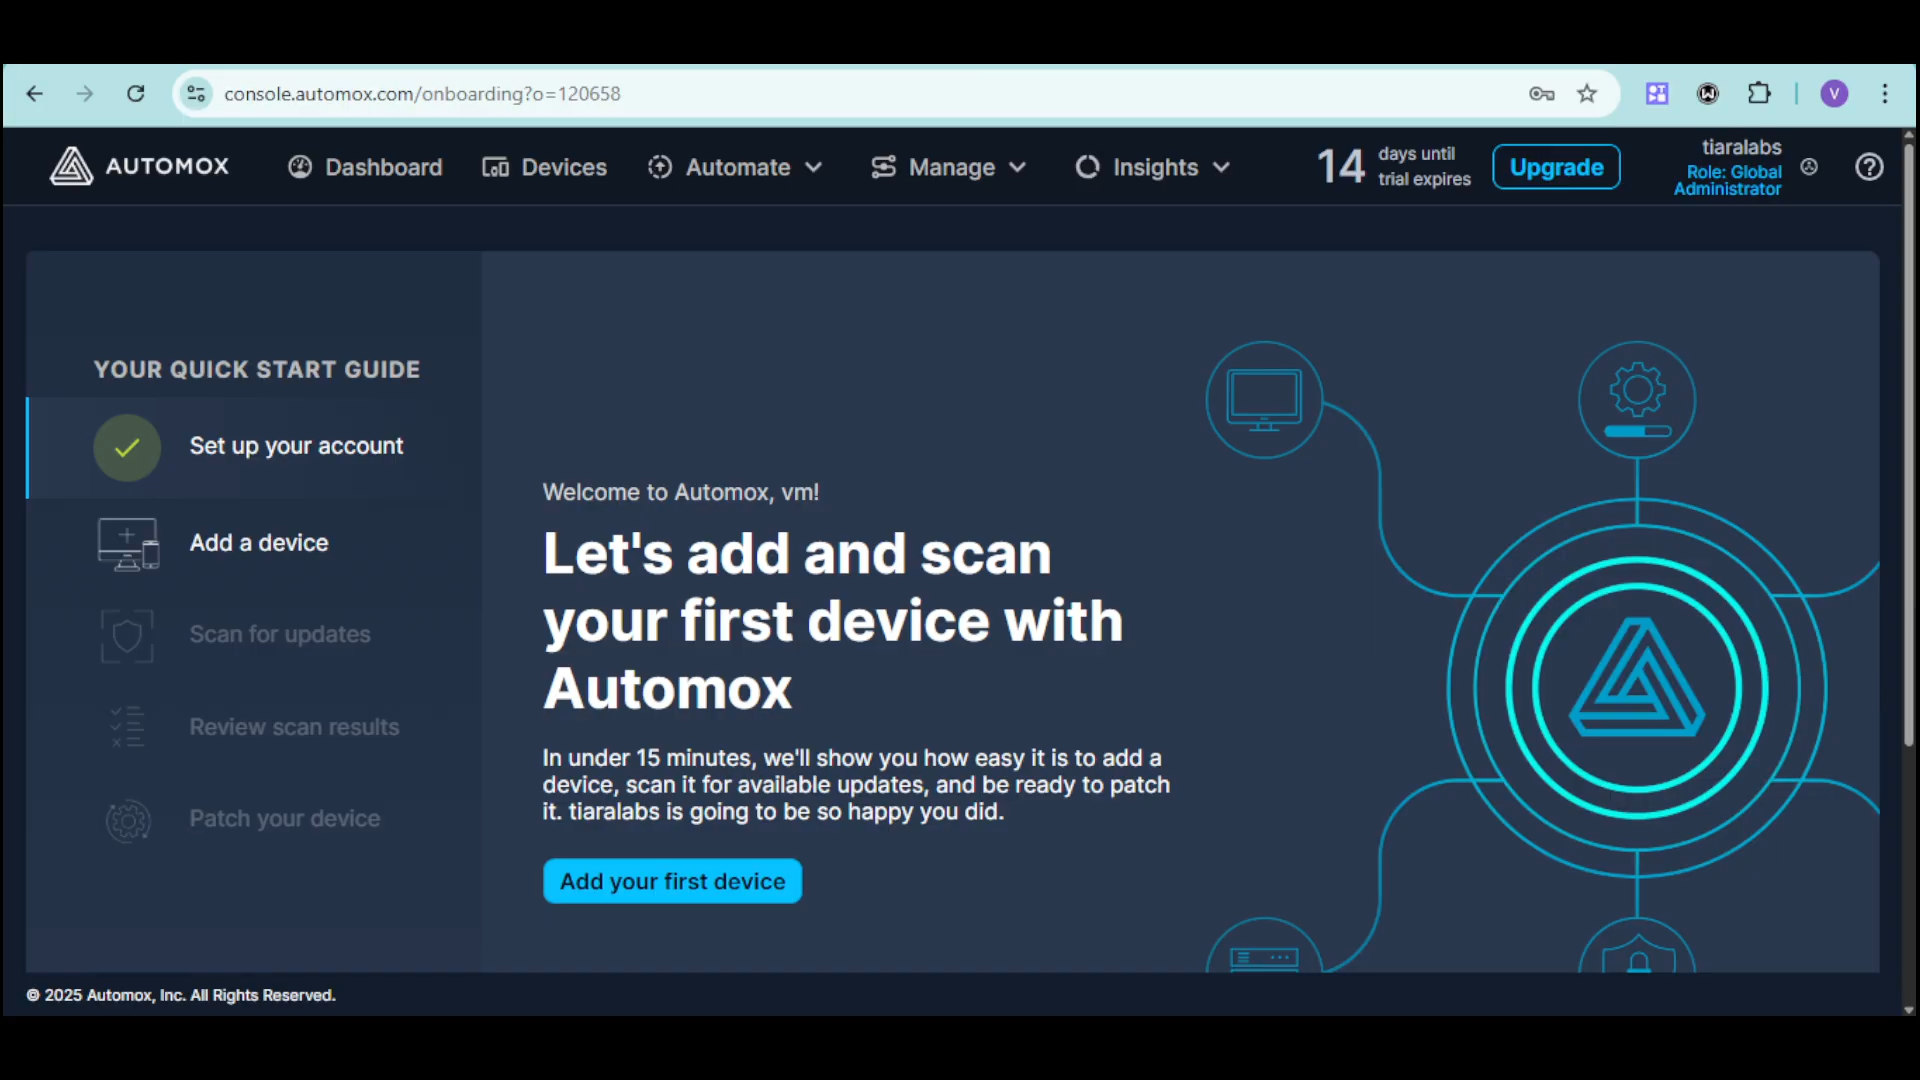 console.automox.com/onboarding?o=120658
V
AUTOMOX
Dashboard
Devices
Automate
Manage
Insights
14 days until
trial expires
Upgrade
tiaralabs
Role: Global
Administrator
YOUR QUICK START GUIDE
Set up your account
Add a device
Scan for updates
Review scan results
Patch your device
Welcome to Automox, vm!
Let's add and scan
your first device with
Automox
In under 15 minutes, we'll show you how easy it is to add a
device, scan it for available updates, and be ready to patch
it. tiaralabs is going to be so happy you did.
Add your first device
© 2025 Automox, Inc. All Rights Reserved.